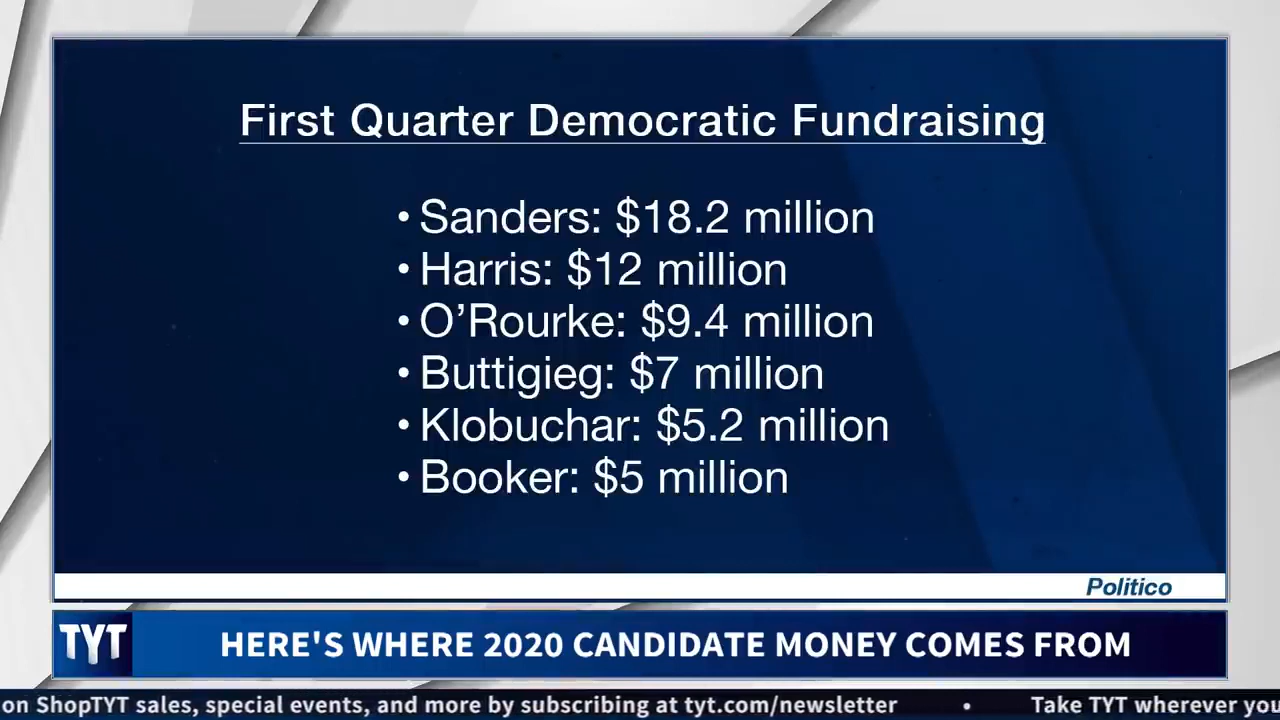 First Quarter Democratic Fundraising
• Sanders: $18.2 million
• Harris: $12 million
• O’Rourke: $9.4 million
• Buttigieg: $7 million
• Klobuchar: $5.2 million
• Booker: $5 million
Politico
TYT HERE'S WHERE 2020 CANDIDATE MONEY COMES FROM
on ShopTYT sales, special events, and more by subscribing at tyt.com/newsletter • Take TYT wherever you